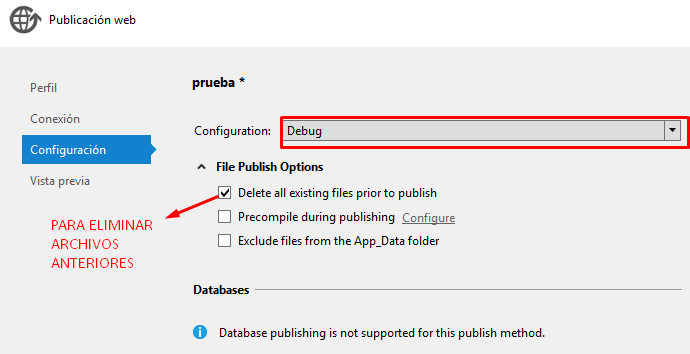 Publicación web
Perfil
Conexión
Configuración
Vista previa
PARA ELIMINAR
ARCHIVOS
ANTERIORES
prueba *
Configuration: Debug
File Publish Options
Delete all existing files prior to publish
Precompile during publishing Configure
Exclude files from the App_Data folder
Databases
Database publishing is not supported for this publish method.